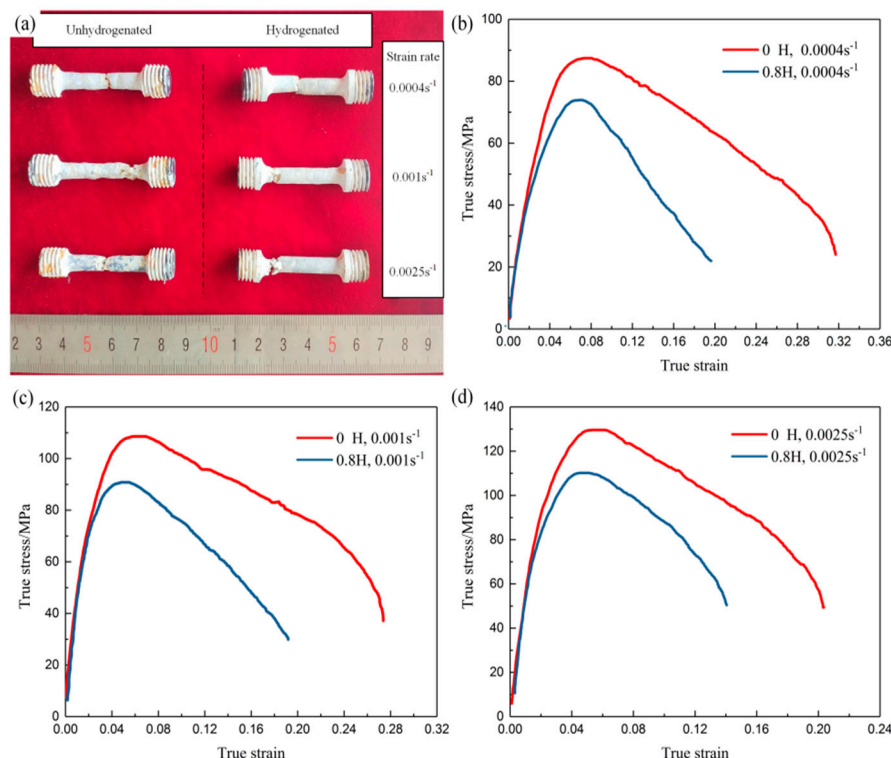 (a)
Unhydrogenated Hydrogenated
Strain rate
0.0004s⁻¹
0.001s⁻¹
0.0025s⁻¹
2 3 4 5 6 7 8 9 10 1 2 3 4 5 6 7 8 9
(b)
True stress/MPa
100
80
60
40
20
0
0 H, 0.0004s⁻¹
0.8H, 0.0004s⁻¹
0.00 0.04 0.08 0.12 0.16 0.20 0.24 0.28 0.32 0.36
True strain
(c)
True stress/MPa
120
100
80
60
40
20
0
0 H, 0.001s⁻¹
0.8H, 0.001s⁻¹
0.00 0.04 0.08 0.12 0.16 0.20 0.24 0.28 0.32
True strain
(d)
True stress/MPa
140
120
100
80
60
40
20
0
0 H, 0.0025s⁻¹
0.8H, 0.0025s⁻¹
0.00 0.04 0.08 0.12 0.16 0.20 0.24
True strain